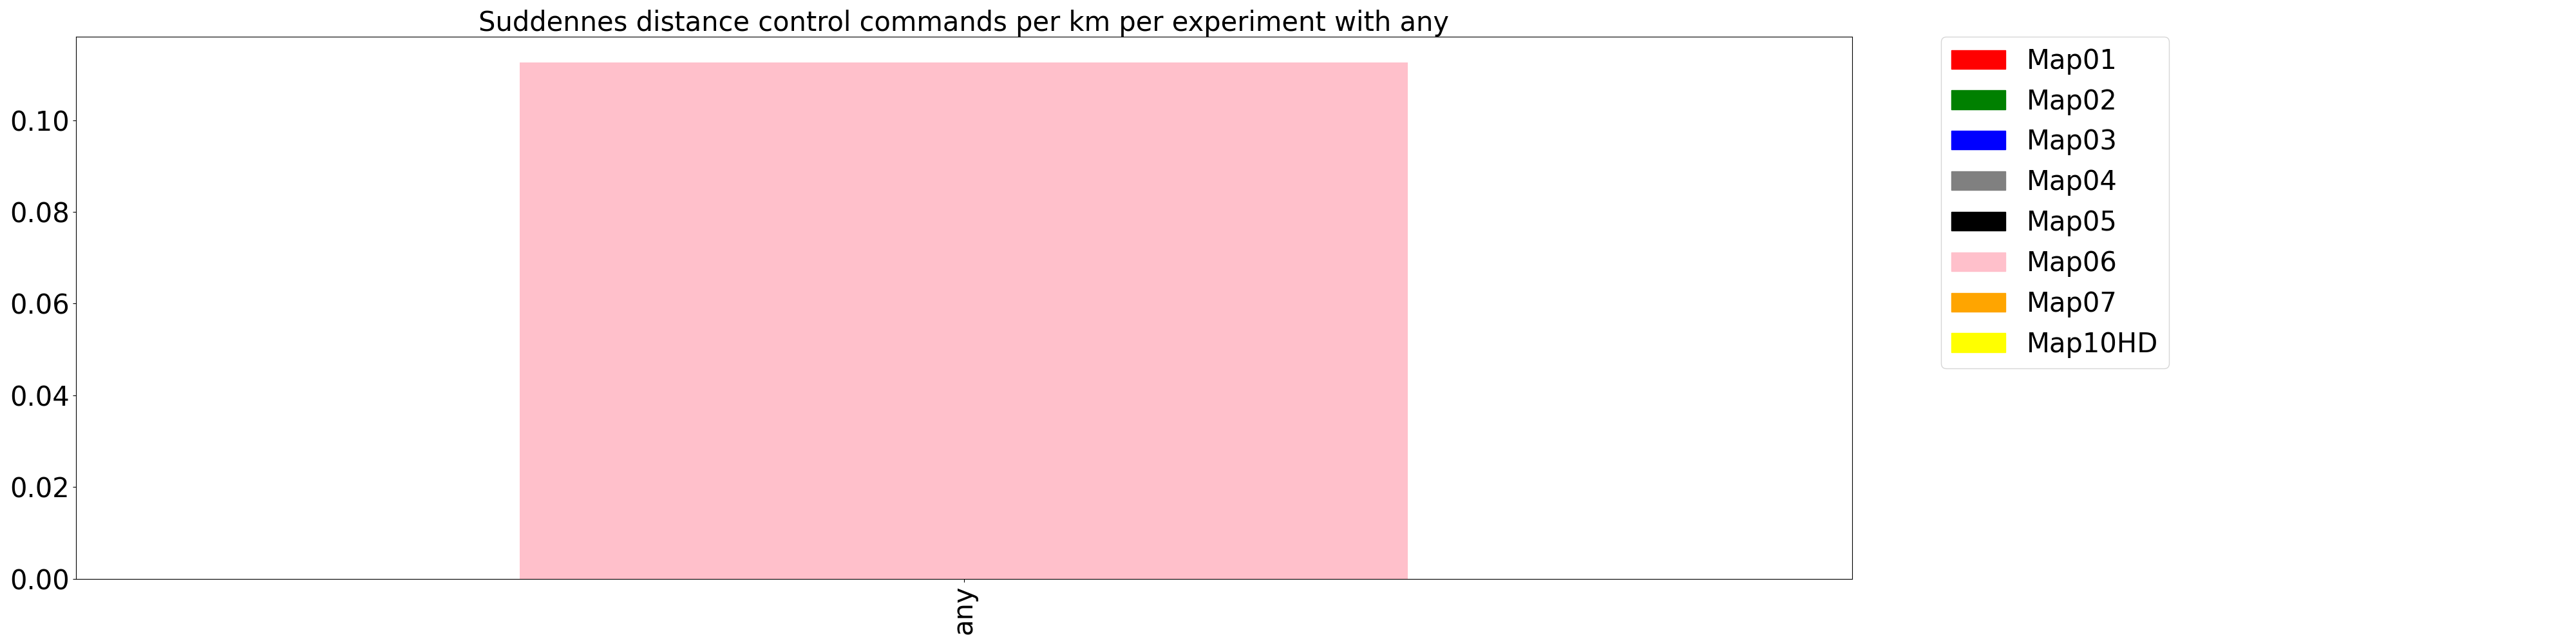 Suddennes distance control commands per km per experiment with any
0.10
0.08
0.06
0.04
0.02
0.00
any
Map01
Map02
Map03
Map04
Map05
Map06
Map07
Map10HD